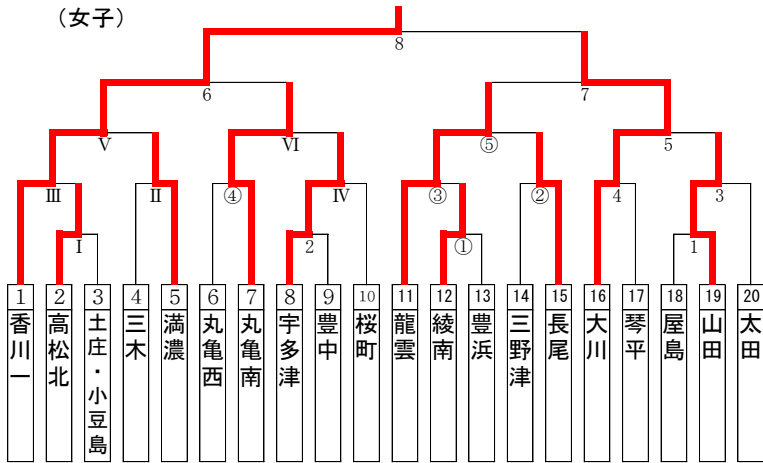 （女子）
8
6
7
Ⅴ
Ⅵ
⑤
5
Ⅲ
Ⅱ
④
Ⅳ
③
②
4
3
Ⅰ
2
①
1
1 2 3 4 5 6 7 8 9 10 11 12 13 14 15 16 17 18 19 20
香川一
高松北
土庄・小豆島
三木
満濃
丸亀西
丸亀南
宇多津
豊中
桜町
龍雲
綾南
豊浜
三野津
長尾
大川
琴平
屋島
山田
太田